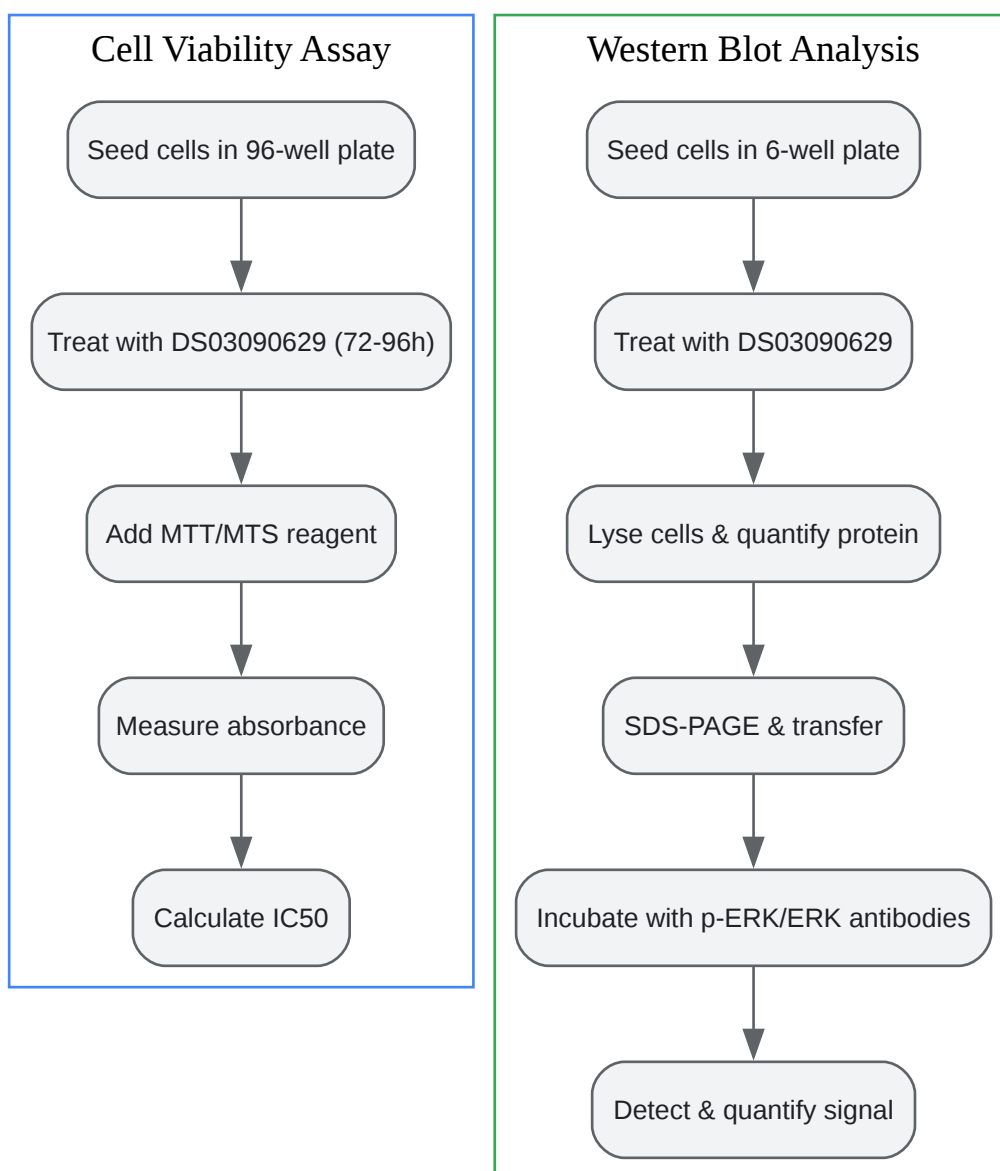 Cell Viability Assay
Seed cells in 96-well plate
Treat with DS03090629 (72-96h)
Add MTT/MTS reagent
Measure absorbance
Calculate IC50
Western Blot Analysis
Seed cells in 6-well plate
Treat with DS03090629
Lyse cells & quantify protein
SDS-PAGE & transfer
Incubate with p-ERK/ERK antibodies
Detect & quantify signal